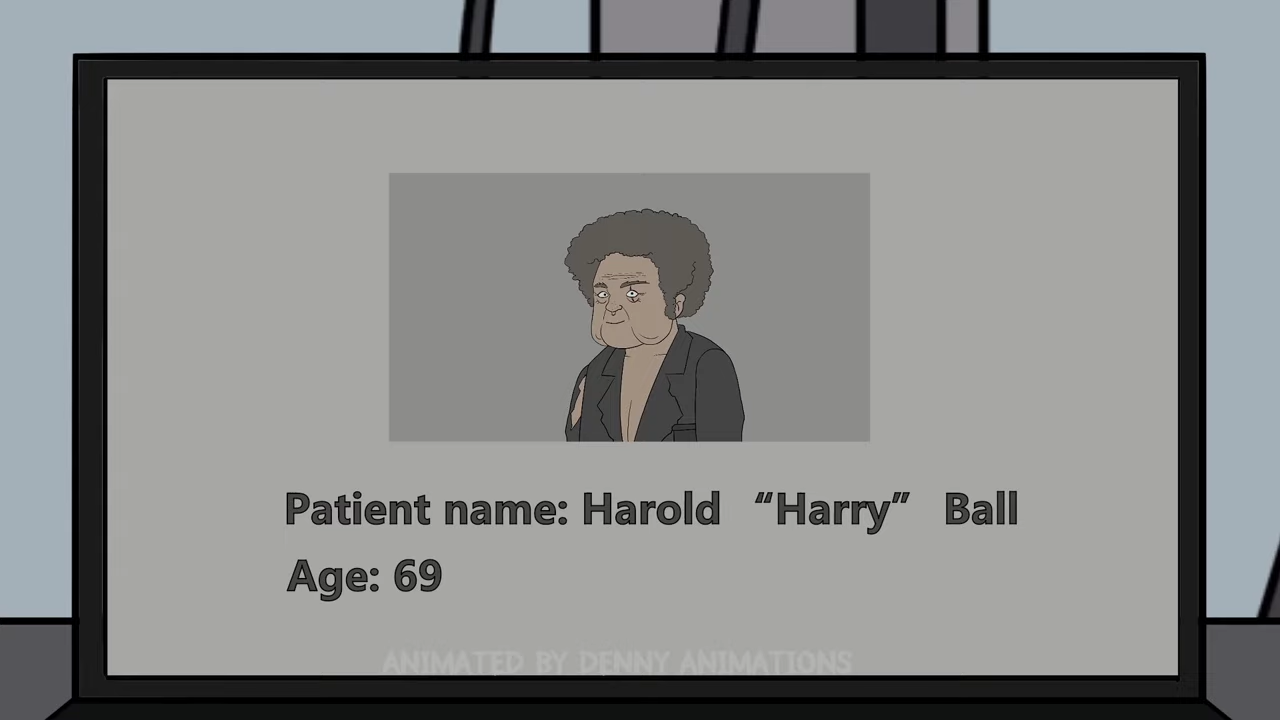 Patient name: Harold “Harry” Ball
Age: 69
ANIMATED BY DENNY ANIMATIONS